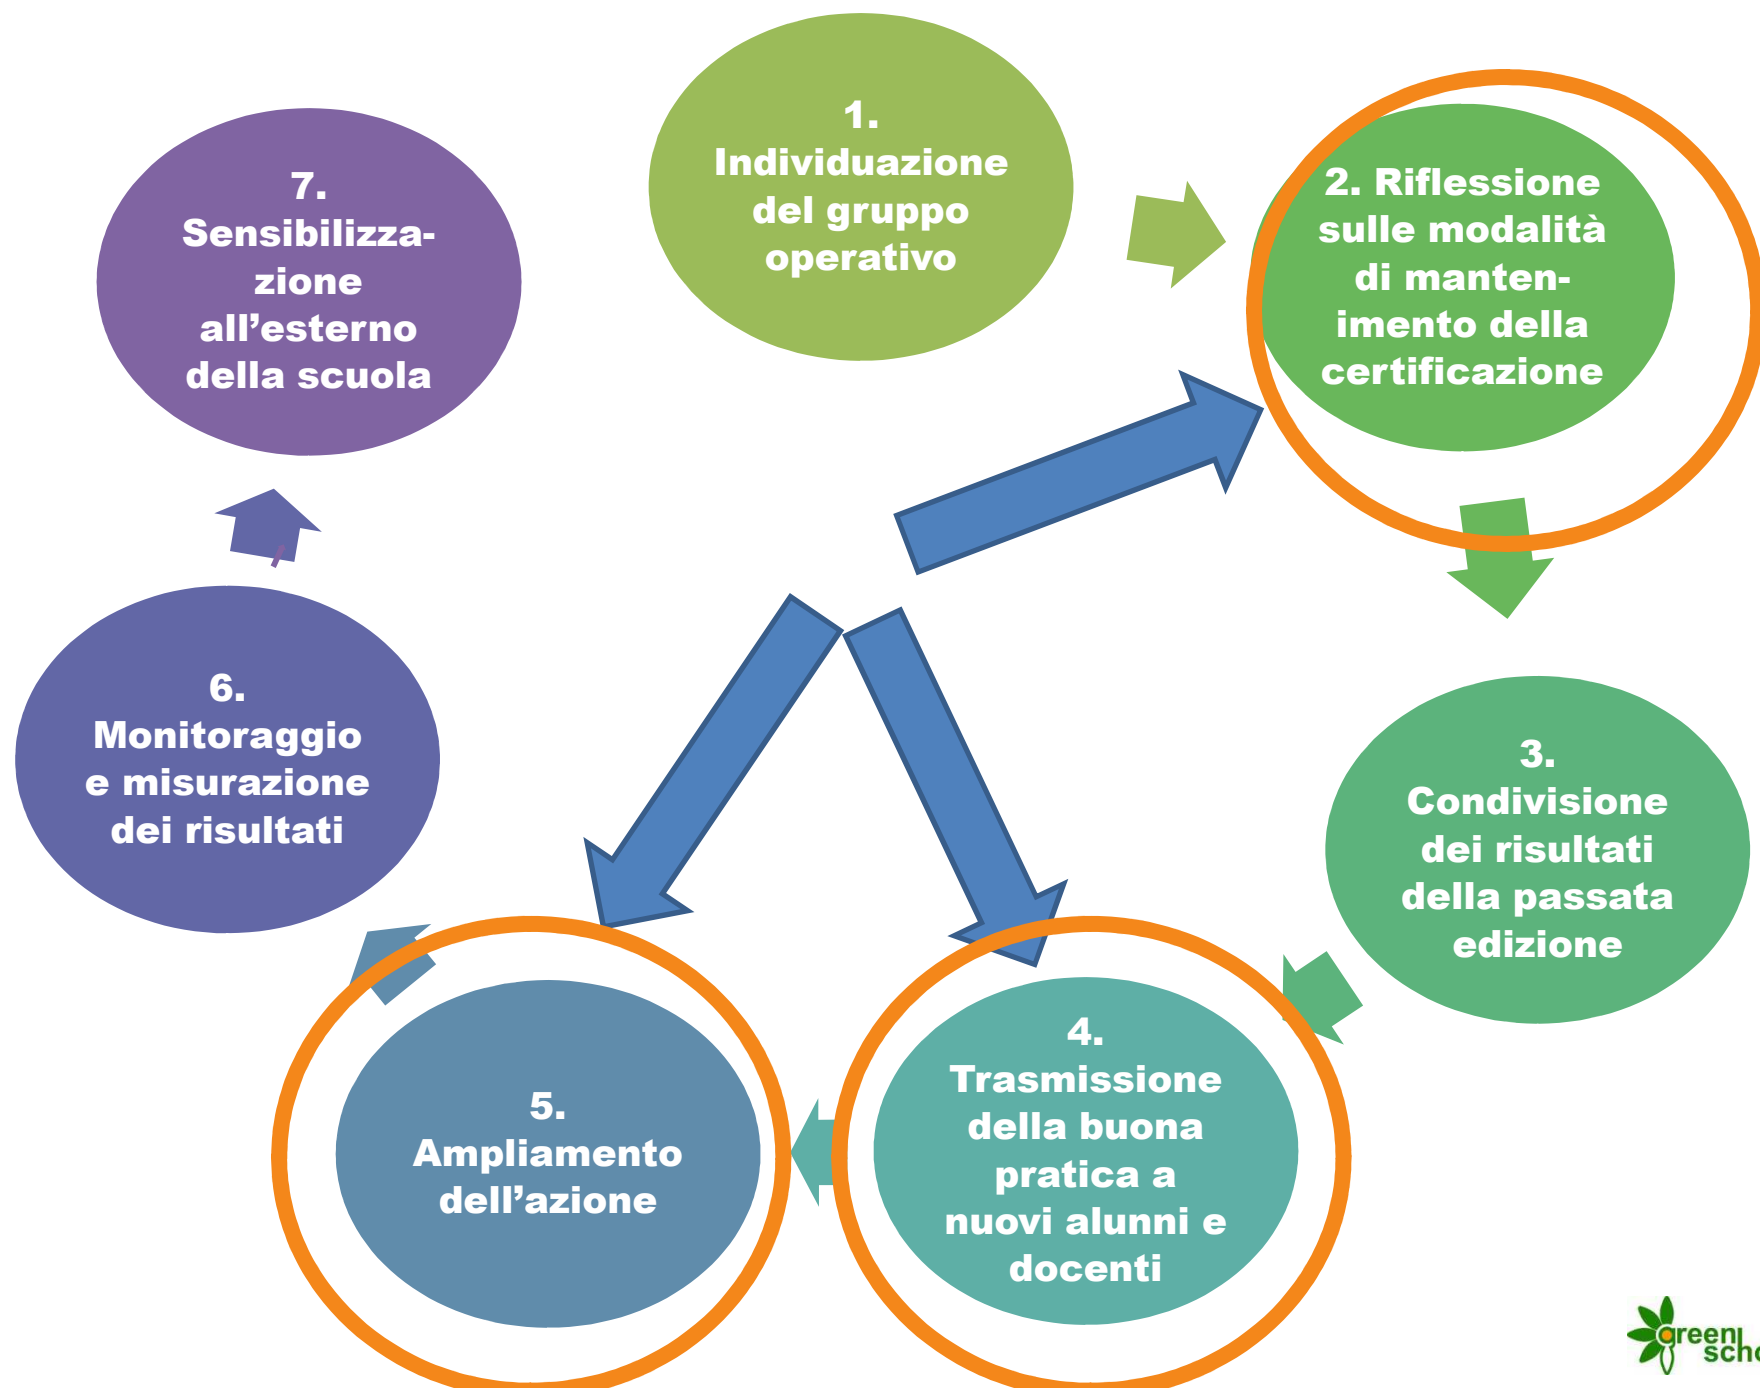 1.
Individuazione
del gruppo
operativo
2. Riflessione
sulle modalità
di manten-
imento della
certificazione
3.
Condivisione
dei risultati
della passata
edizione
4.
Trasmissione
della buona
pratica a
nuovi alunni e
docenti
5.
Ampliamento
dell’azione
6.
Monitoraggio
e misurazione
dei risultati
7.
Sensibilizza-
zione
all’esterno
della scuola
green